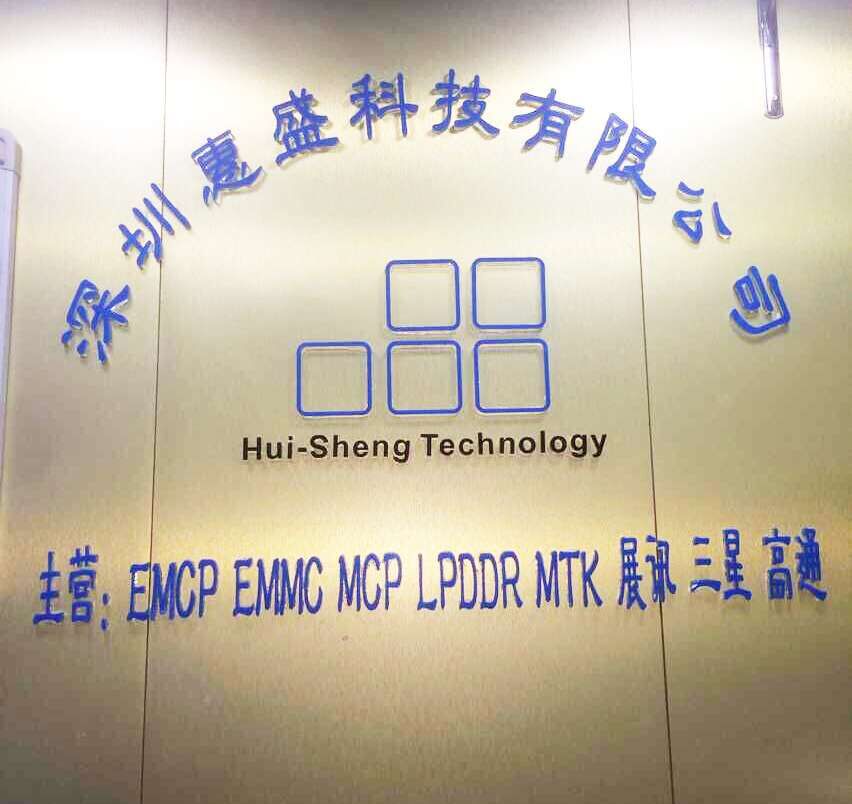 深圳惠盛科技有限公司
Hui-Sheng Technology
主营：EMCP EMMC MCP LPDDR MTK 展讯 三星 高通